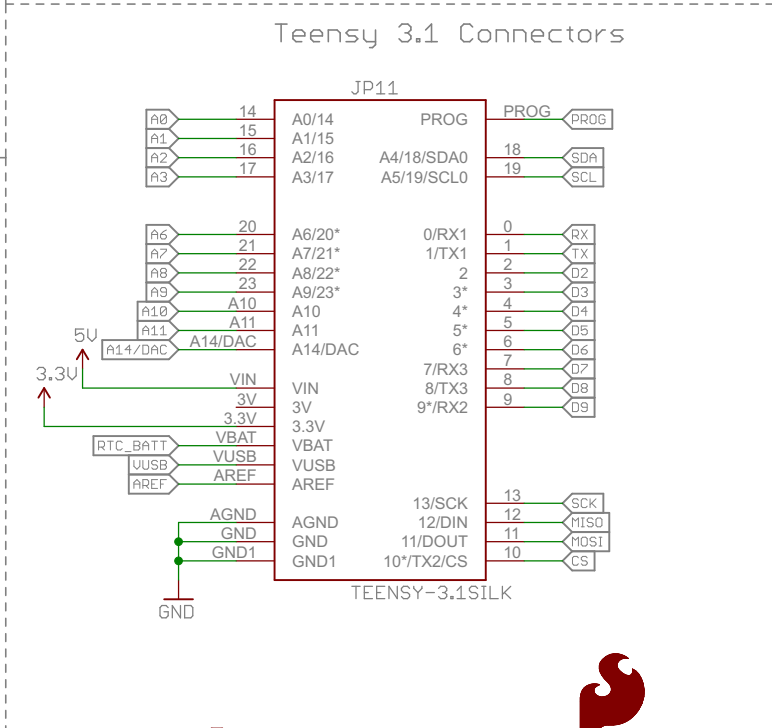 Teensy 3.1 Connectors
JP11
A0 14 A0/14 PROG PROG PROG
A1 15 A1/15
A2 16 A2/16 A4/18/SDA0 18 SDA
A3 17 A3/17 A5/19/SCL0 19 SCL
A6 20 A6/20* 0/RX1 0 RX
A7 21 A7/21* 1/TX1 1 TX
A8 22 A8/22* 2 2 D2
A9 23 A9/23* 3* 3 D3
A10 A10 A10 4* 4 D4
A11 A11 A11 5* 5 D5
5V A14/DAC A14/DAC A14/DAC 6* 6 D6
7/RX3 7 D7
3.3V VIN VIN 8/TX3 8 D8
3V 3V 9*/RX2 9 D9
3.3V 3.3V
RTC_BATT VBAT VBAT
VUSB VUSB VUSB
AREF AREF AREF
13/SCK 13 SCK
AGND AGND 12/DIN 12 MISO
GND GND 11/DOUT 11 MOSI
GND1 GND1 10*/TX2/CS 10 CS
TEENSY-3.1SILK
GND